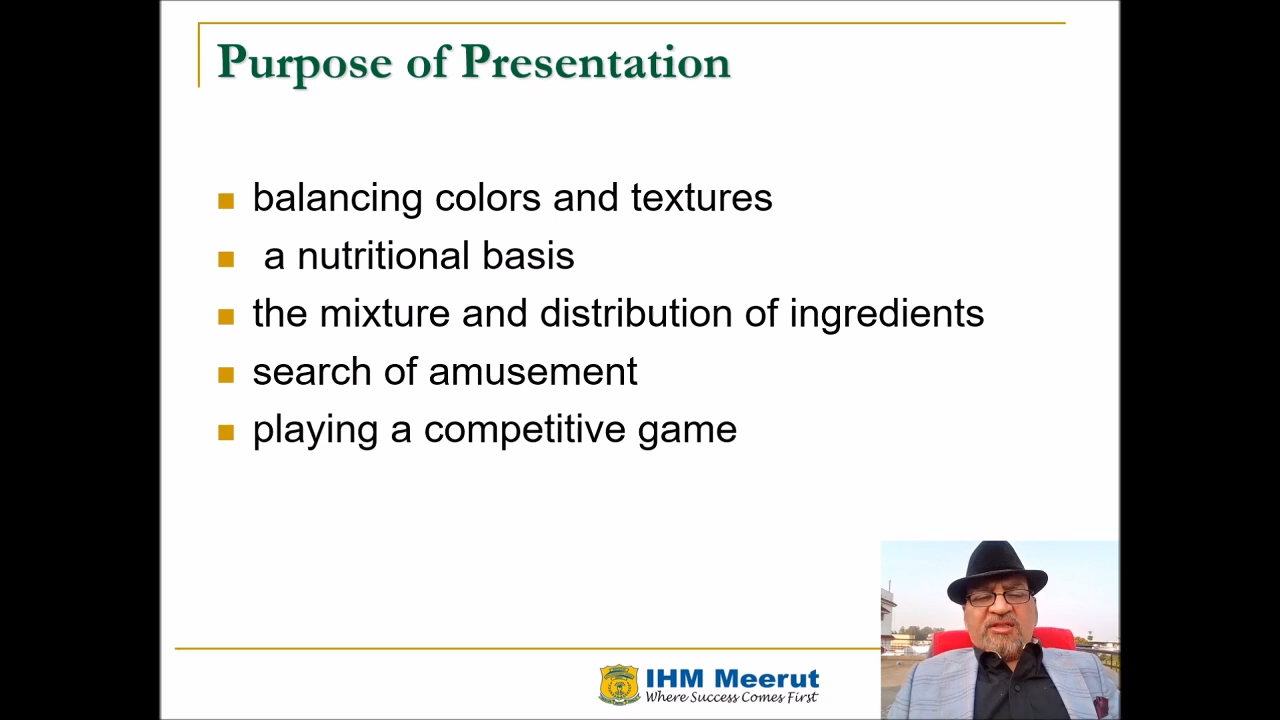 Purpose of Presentation
balancing colors and textures
a nutritional basis
the mixture and distribution of ingredients
search of amusement
playing a competitive game
IHM Meerut
Where Success Comes First